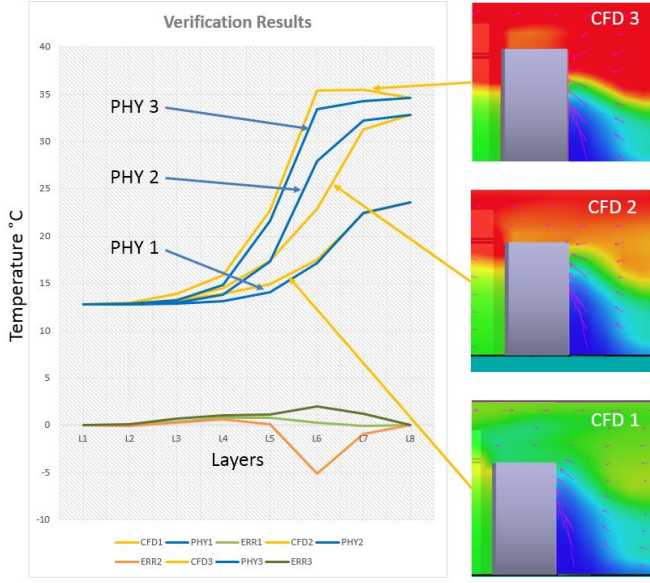 Verification Results
40
35
30
25
20
15
10
5
0
-5
-10
Temperature °C
PHY 3
PHY 2
PHY 1
L1 L2 L3 L4 L5 L6 L7 L8
Layers
CFD1 PHY1 ERR1 CFD2 PHY2
ERR2 CFD3 PHY3 ERR3
CFD 3
CFD 2
CFD 1